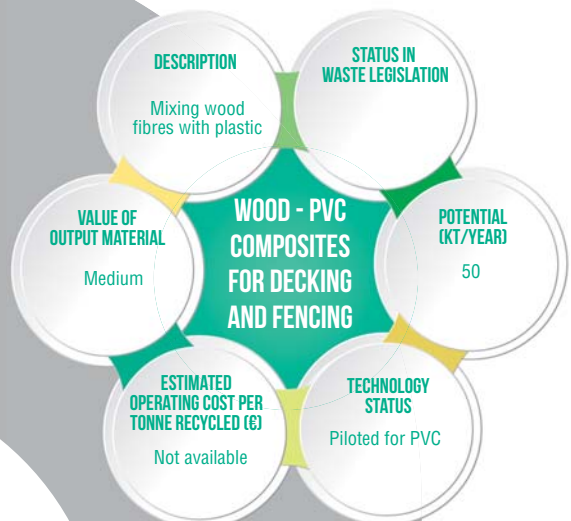 DESCRIPTION
Mixing wood
fibres with plastic
STATUS IN
WASTE LEGISLATION
VALUE OF
OUTPUT MATERIAL
Medium
WOOD - PVC
COMPOSITES
FOR DECKING
AND FENCING
POTENTIAL
(KT/YEAR)
50
ESTIMATED
OPERATING COST PER
TONNE RECYCLED (€)
Not available
TECHNOLOGY
STATUS
Piloted for PVC